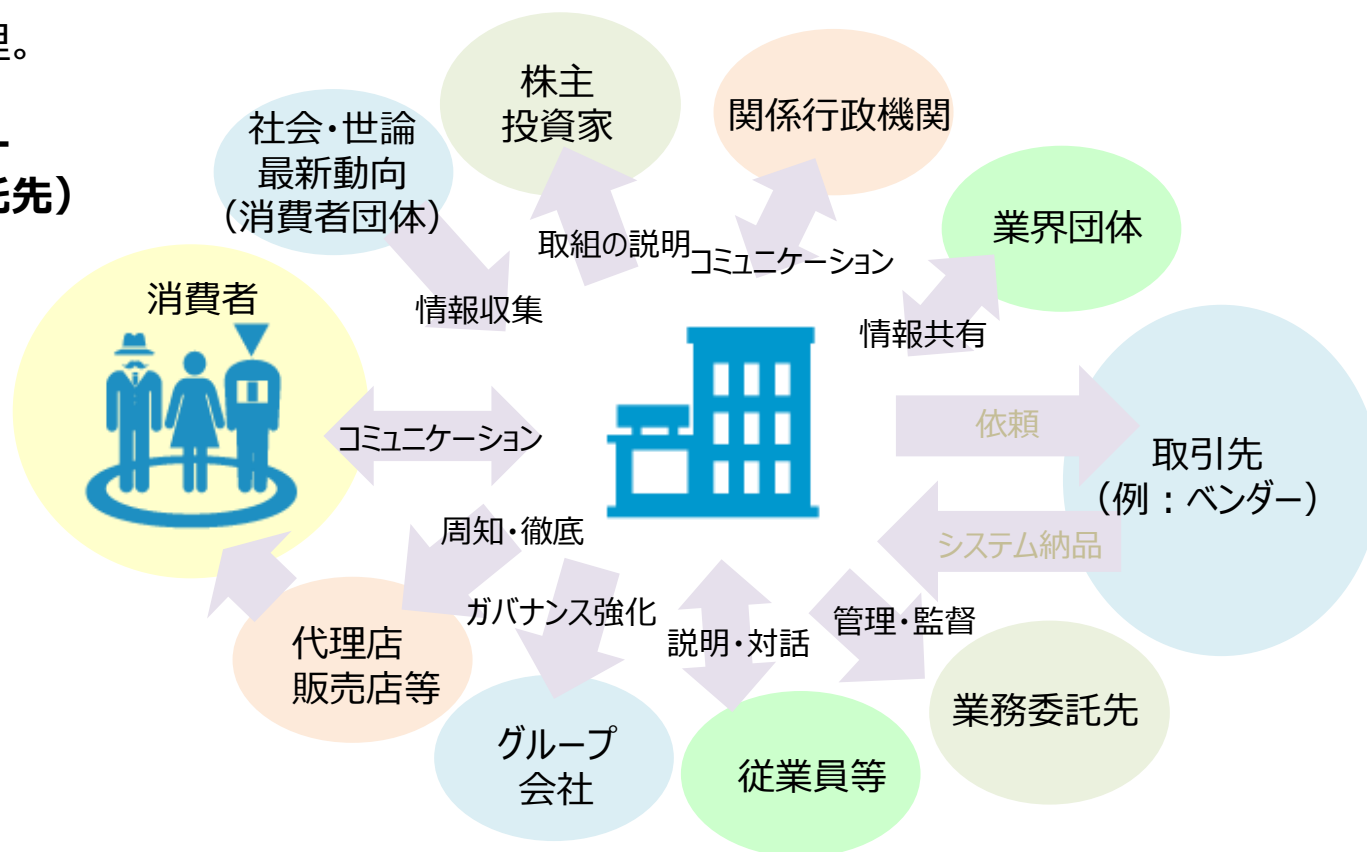 理。
託先）
株主
投資家
関係行政機関
社会・世論
最新動向
（消費者団体）
業界団体
取組の説明
コミュニケーション
消費者
情報収集
情報共有
依頼
コミュニケーション
取引先
（例：ベンダー）
周知・徹底
システム納品
ガバナンス強化
説明・対話
管理・監督
代理店
販売店等
業務委託先
グループ
会社
従業員等